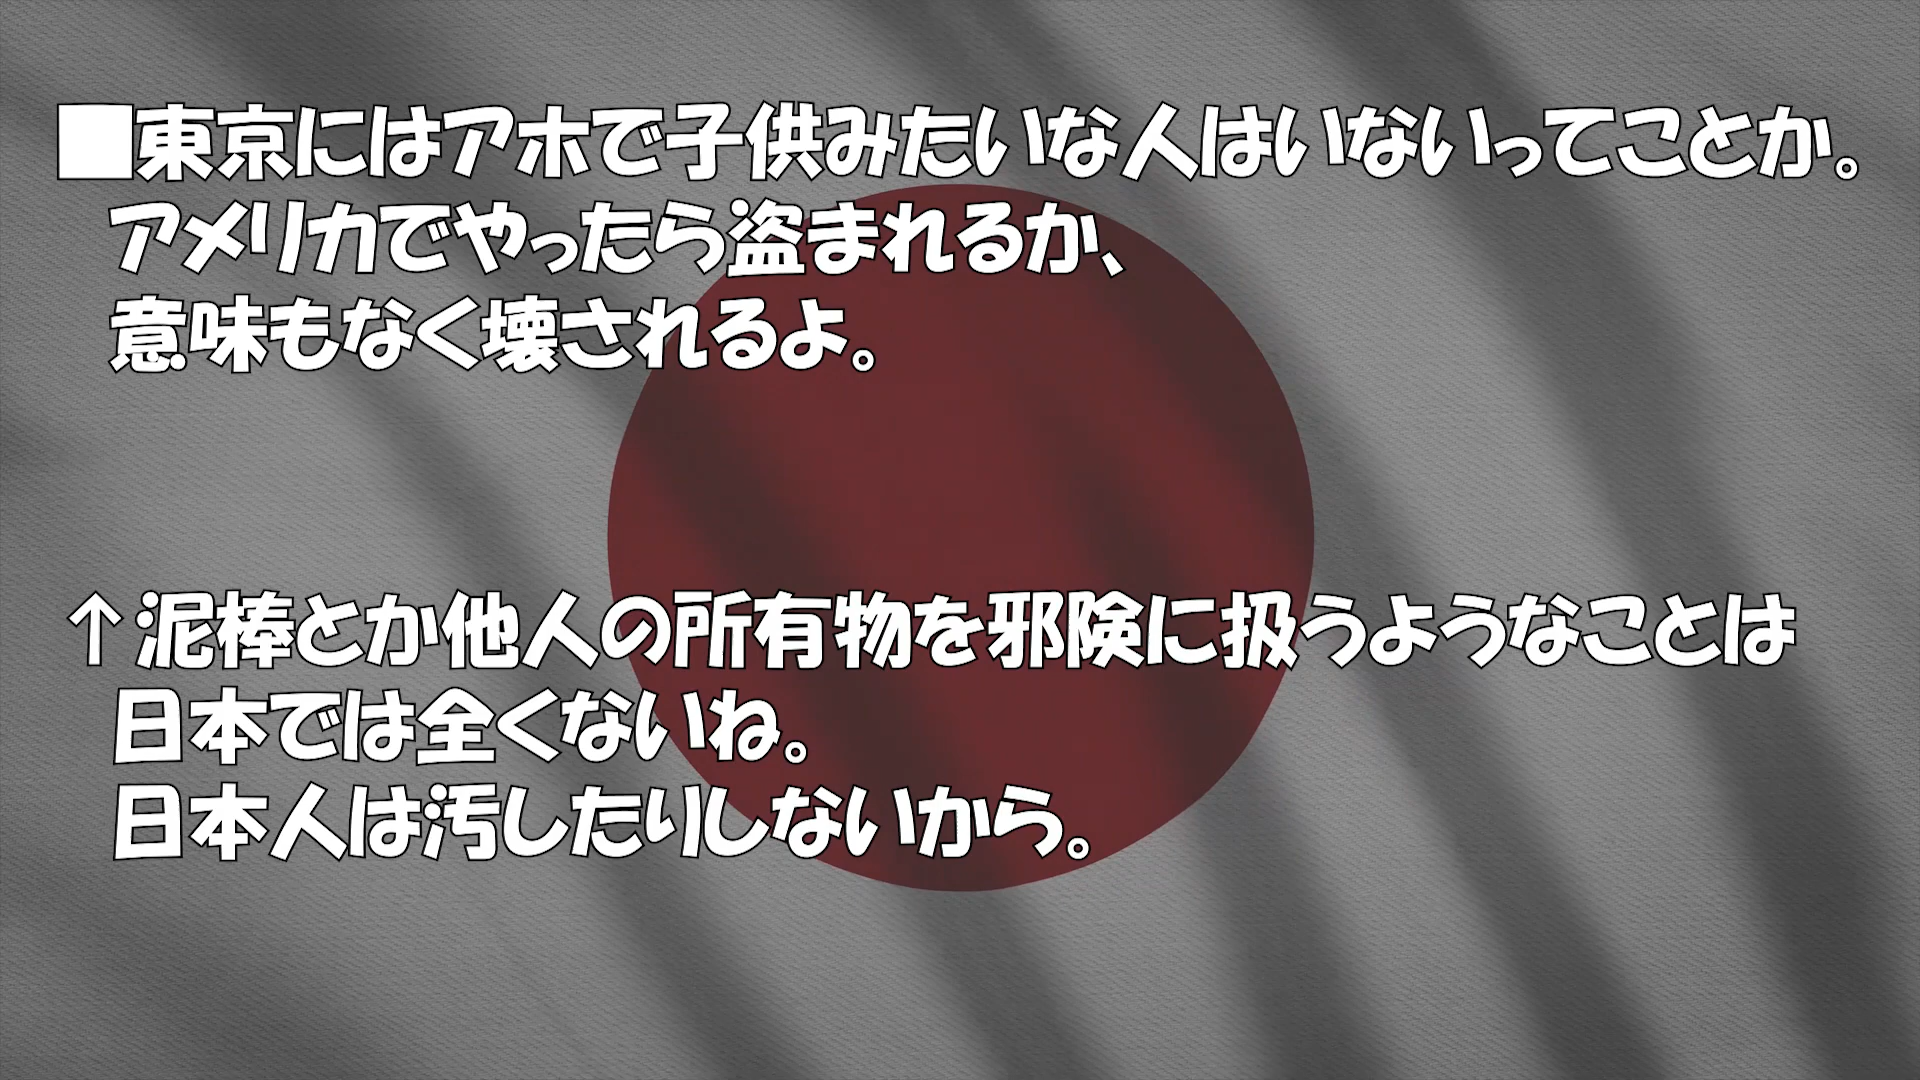 ■東京にはアホで子供みたいな人はいないってことか。
アメリカでやったら盗まれるか、
意味もなく壊されるよ。
↑泥棒とか他人の所有物を邪険に扱うようなことは
日本では全くないね。
日本人は汚したりしないから。